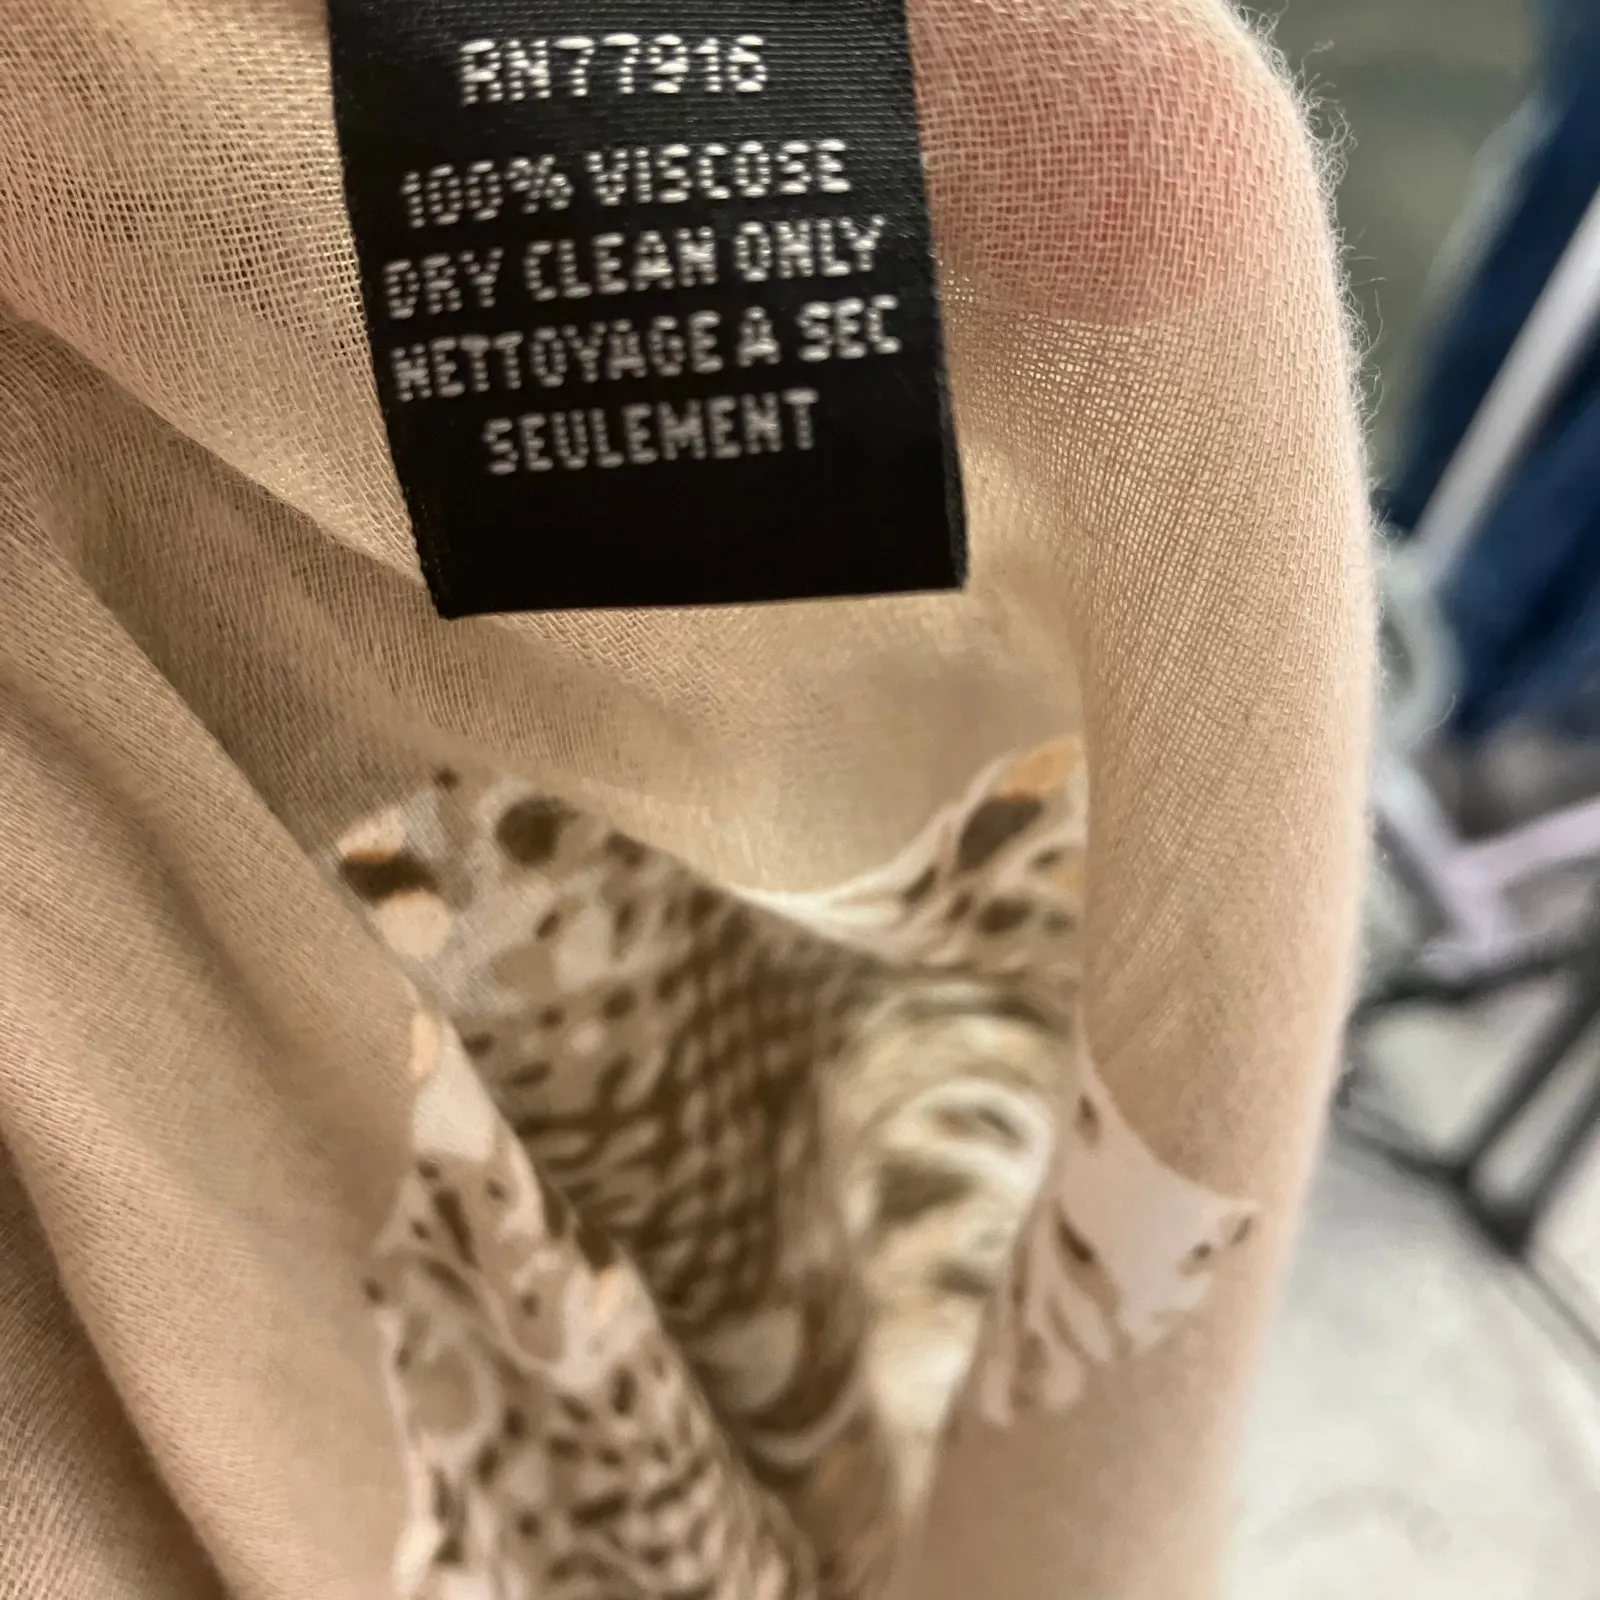 RN77916
100% VISCOSE
DRY CLEAN ONLY
NETTOYAGE A SEC
SEULEMENT